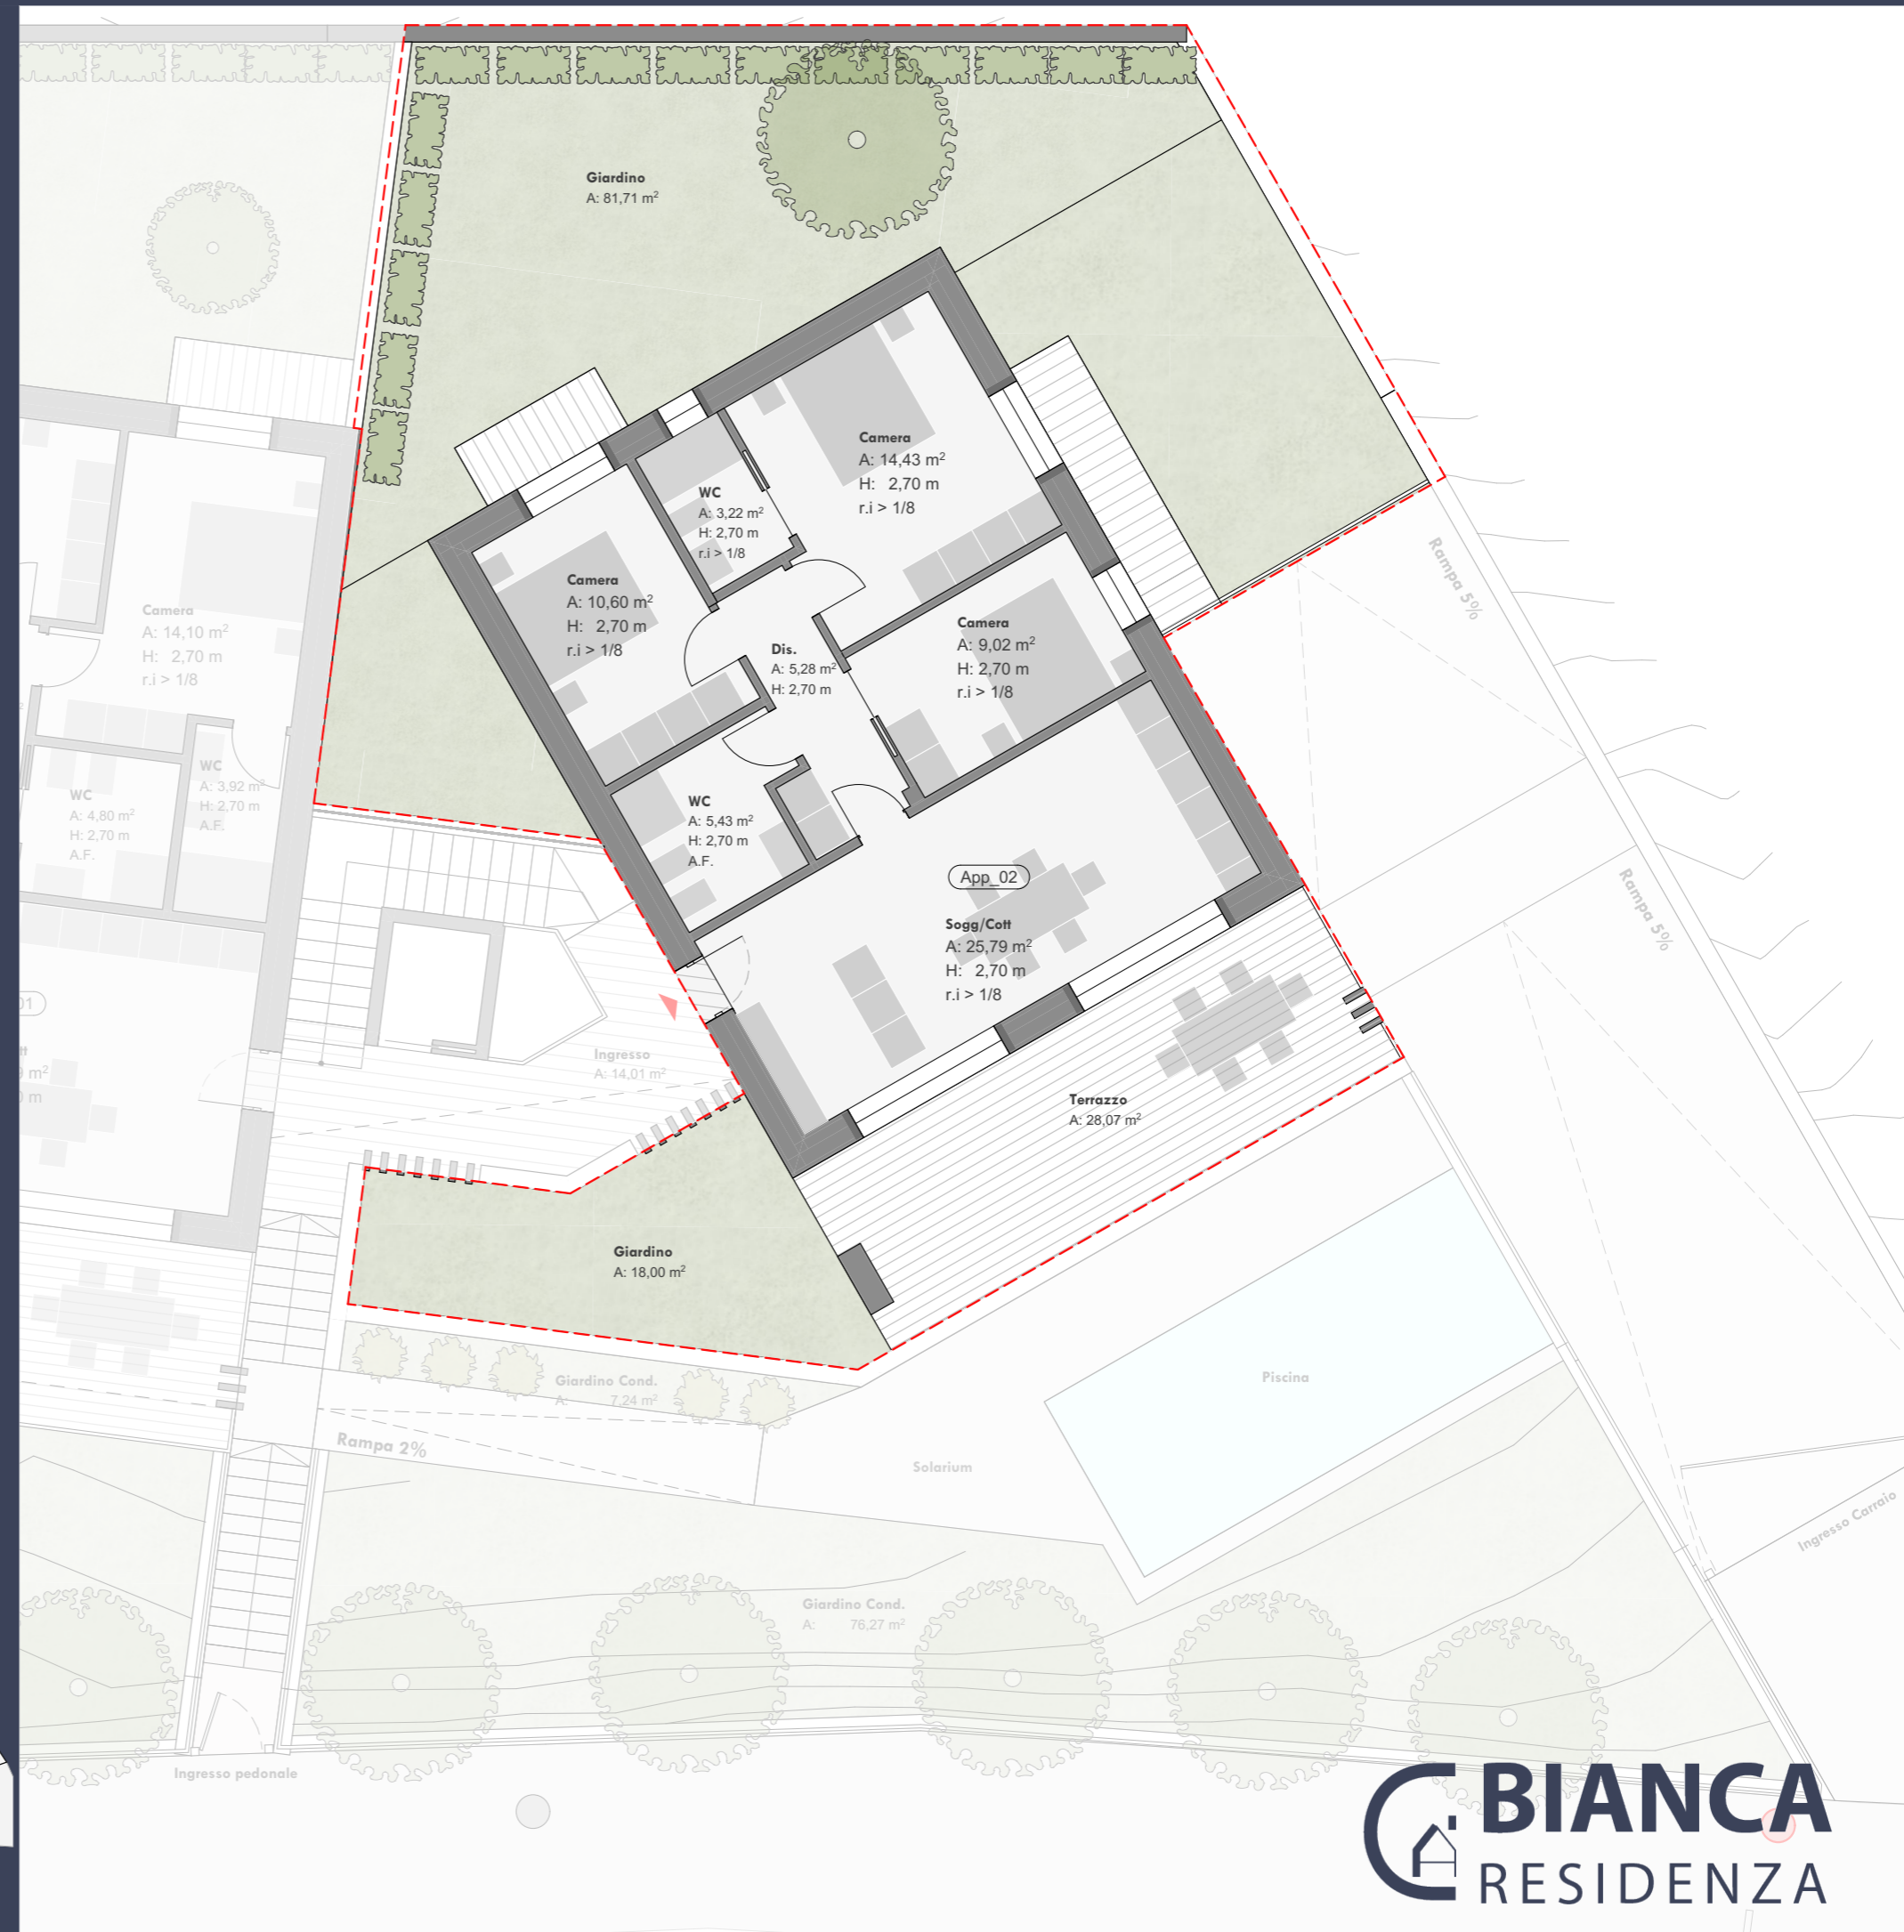 Giardino
A: 81,71 m²
Camera
A: 14,43 m²
H: 2,70 m
r.i > 1/8
WC
A: 3,22 m²
H: 2,70 m
r.i > 1/8
Camera
A: 10,60 m²
H: 2,70 m
r.i > 1/8
Camera
A: 9,02 m²
H: 2,70 m
r.i > 1/8
Dis.
A: 5,28 m²
H: 2,70 m
WC
A: 5,43 m²
H: 2,70 m
A.F.
App_02
Sogg/Cott
A: 25,79 m²
H: 2,70 m
r.i > 1/8
Terrazzo
A: 28,07 m²
Giardino
A: 18,00 m²
Camera
A: 14,10 m²
H: 2,70 m
r.i > 1/8
WC
A: 3,92 m²
H: 2,70 m
A.F.
WC
A: 4,80 m²
H: 2,70 m
A.F.
Ingresso
A: 14,01 m²
Rampa 5%
Rampa 5%
Giardino Cond.
A: 7,24 m²
Rampa 2%
Piscina
Solarium
Ingresso Carraio
Giardino Cond.
A: 76,27 m²
Ingresso pedonale
BIANCA
RESIDENZA